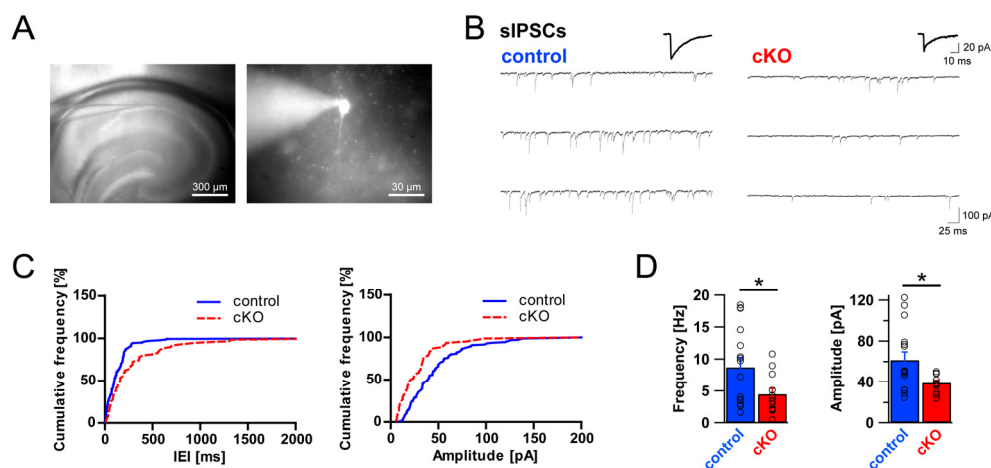 A
300 µm
30 µm
B
sIPSCs
control
cKO
20 pA
10 ms
100 pA
25 ms
C
Cumulative frequency [%]
150
100
50
0
0
500
1000
1500
2000
IEI [ms]
control
cKO
Cumulative frequency [%]
150
100
50
0
0
50
100
150
200
Amplitude [pA]
control
cKO
D
Frequency [Hz]
20
15
10
5
0
*
control
cKO
Amplitude [pA]
120
80
40
0
*
control
cKO